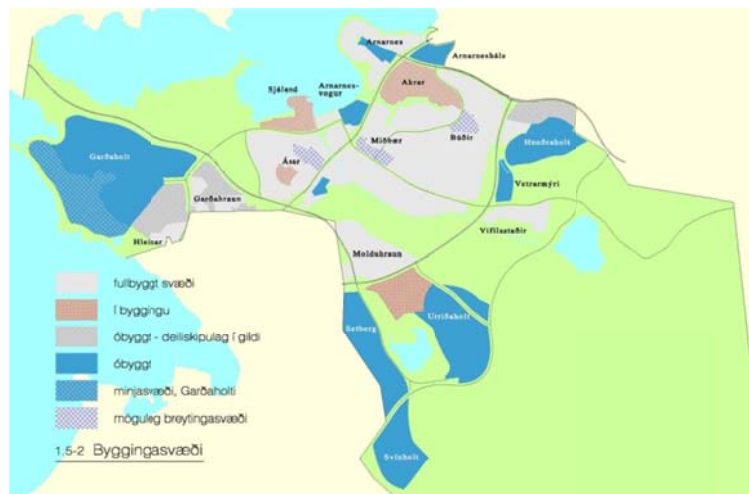 Arnarnes
Arnarnesháls
Akrar
Sjáland
Arnarnes-
vogur
Hnoðraholt
Garðaholt
Miðbær
Búðir
Ásar
Vetrarmýri
Garðahraun
Vífilsstaðir
Hleinar
Molduhraun
Setberg
Urriðaholt
Svínholt
fullbyggt svæði
í byggingu
óbyggt - deiliskipulag í gildi
óbyggt
minjasvæði, Garðaholti
möguleg breytingasvæði
1.5-2 Byggingasvæði